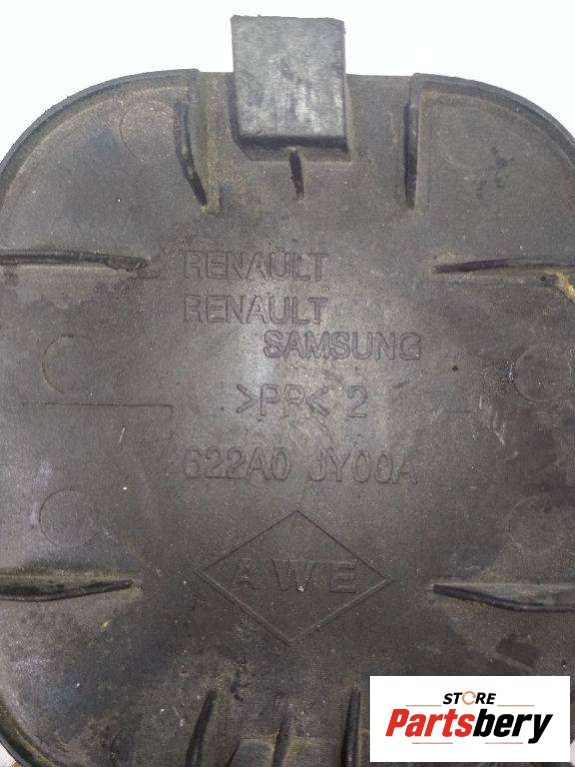 RENAULT
RENAULT
SAMSUNG
>PP< 2
622A0 JY00A
AWE
STORE
Partsbery